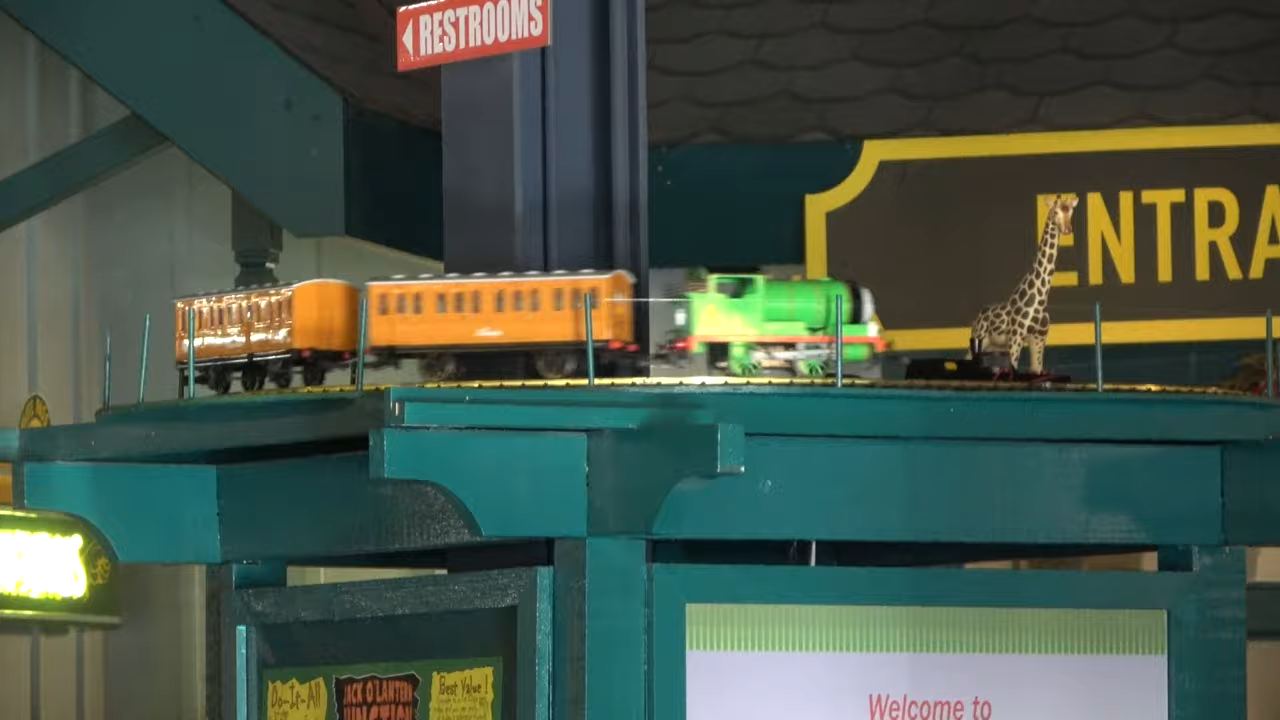 RESTROOMS
ENTRA
Do-It-All
JACK O'LANTERN
JUNCTION
Best Value!
Welcome to